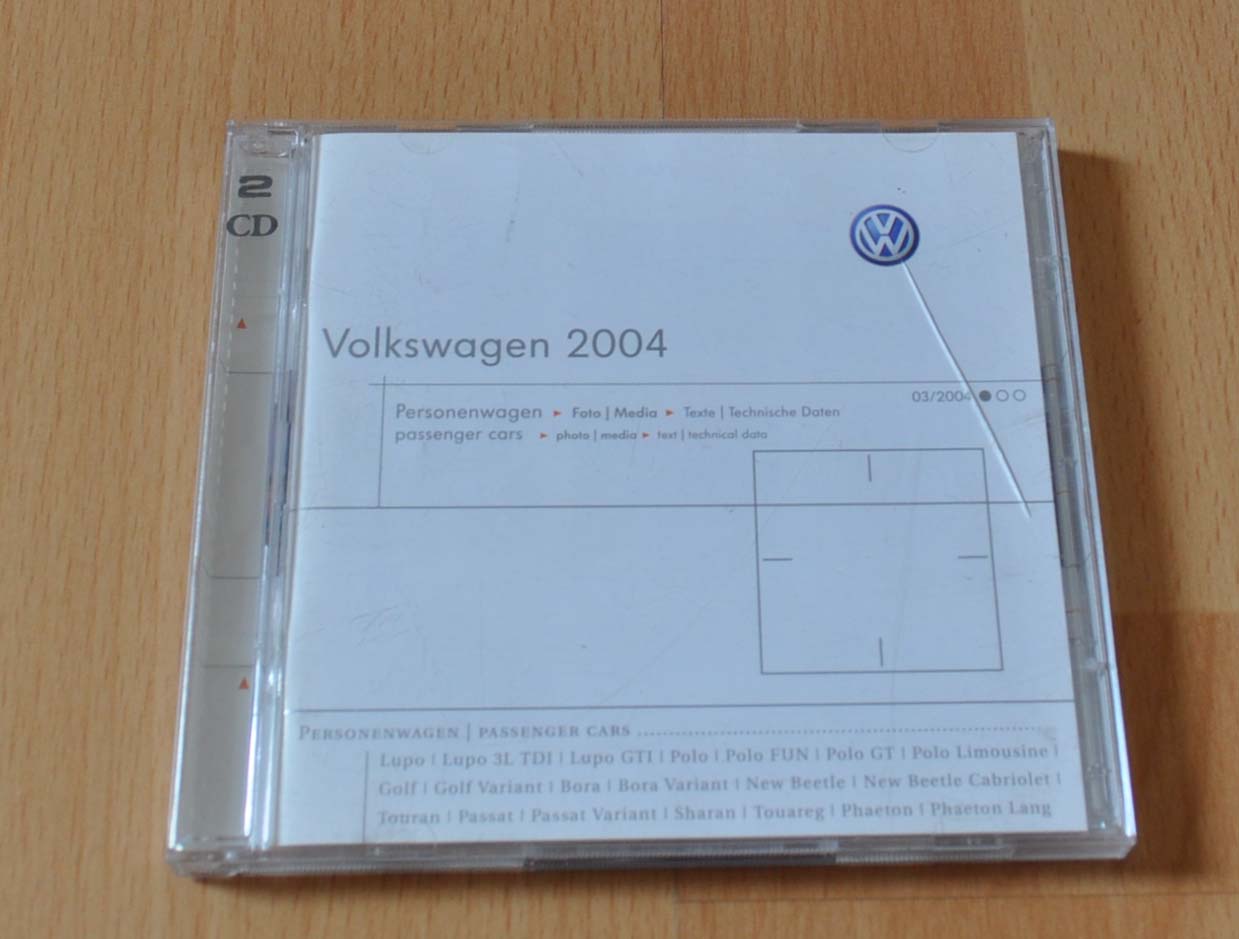 2
CD
VW
Volkswagen 2004
03/2004
Personenwagen ► Foto | Media ► Texte | Technische Daten
passenger cars ► photo | media ► text | technical data
PERSONENWAGEN | PASSENGER CARS
Lupo | Lupo 3L TDI | Lupo GTI | Polo | Polo FUN | Polo GT | Polo Limousine |
Golf | Golf Variant | Bora | Bora Variant | New Beetle | New Beetle Cabriolet |
Touran | Passat | Passat Variant | Sharan | Touareg | Phaeton | Phaeton Lang